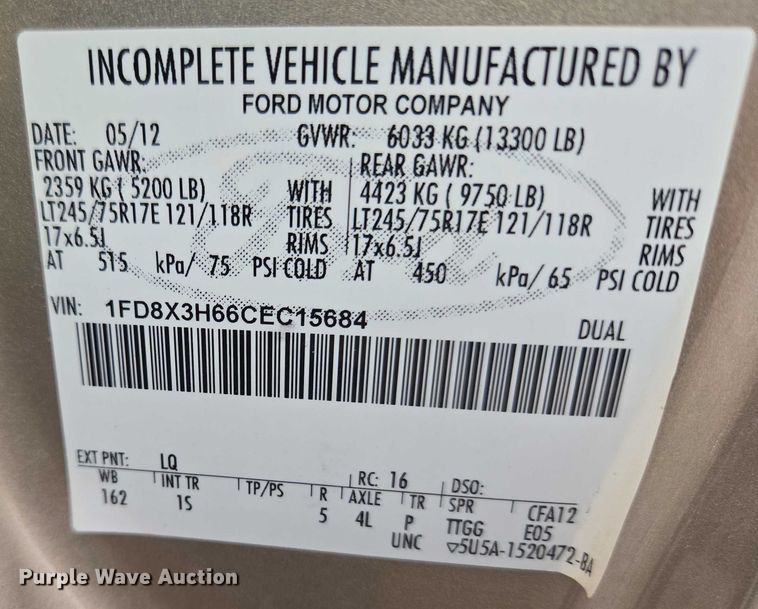 INCOMPLETE VEHICLE MANUFACTURED BY
FORD MOTOR COMPANY
DATE: 05/12 GVWR: 6033 KG (13300 LB)
FRONT GAWR: REAR GAWR:
2359 KG ( 5200 LB) WITH 4423 KG ( 9750 LB) WITH
LT245/75R17E 121/118R TIRES LT245/75R17E 121/118R TIRES
17x6.5J RIMS 17x6.5J RIMS
AT 515 kPa/ 75 PSI COLD AT 450 kPa/ 65 PSI COLD
VIN: 1FD8X3H66CEC15684 DUAL
EXT PNT: LQ RC: 16 DSO:
WB INT TR TP/PS R AXLE TR SPR CFA12
162 1S 5 4L P TTGG E05
UNC ▽5U5A-1520472-BA
Purple Wave Auction